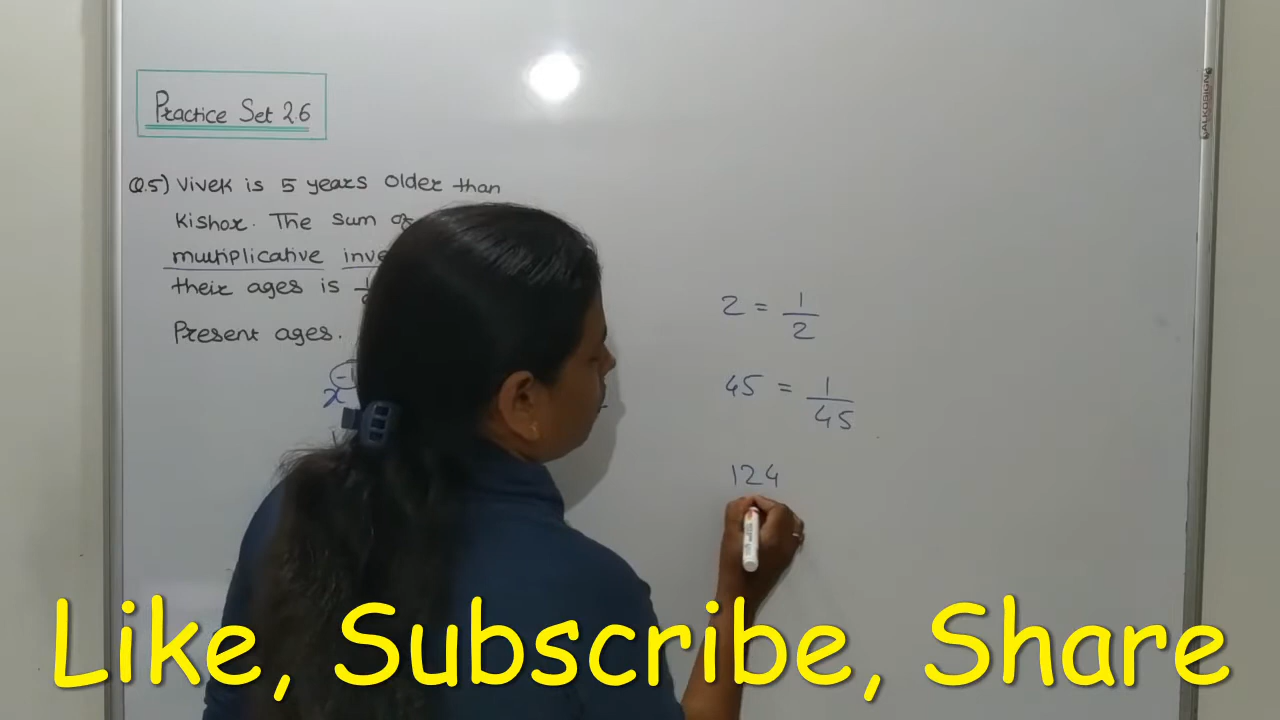 Practice Set 2.6
Q.5) Vivek is 5 years older than
Kishor. The sum of
multiplicative
their ages is
Present ages.
2 = 1/2
45 = 1/45
124
Like, Subscribe, Share